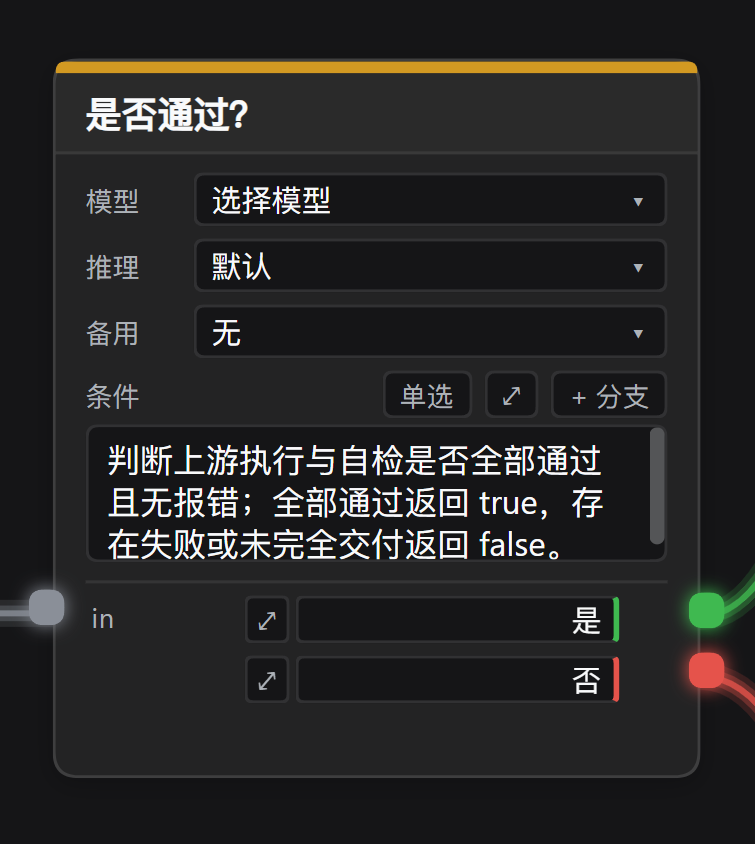 是否通过?
模型 选择模型
推理 默认
备用 无
条件 单选 + 分支
判断上游执行与自检是否全部通过
且无报错；全部通过返回 true，存
在失败或未完全交付返回 false。
in 是
否